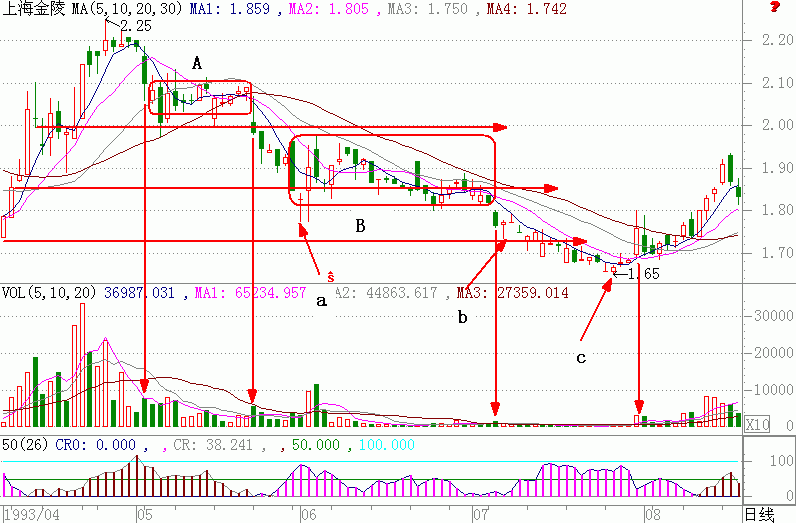 上海金陵 MA(5,10,20,30) MA1: 1.859 , MA2: 1.805 , MA3: 1.750 , MA4: 1.742 ?
2.25
2.20
A
2.10
2.00
1.90
B
1.80
š
1.70
←1.65
a
b
c
VOL(5,10,20) 36987.031 , MA1: 65234.957 A2: 44863.617 , MA3: 27359.014
30000
20000
10000
X10 0
50(26) CR0: 0.000 , , CR: 38.241 , , 50.000 , 100.000
100
0
1993/04 05 06 07 08 日线